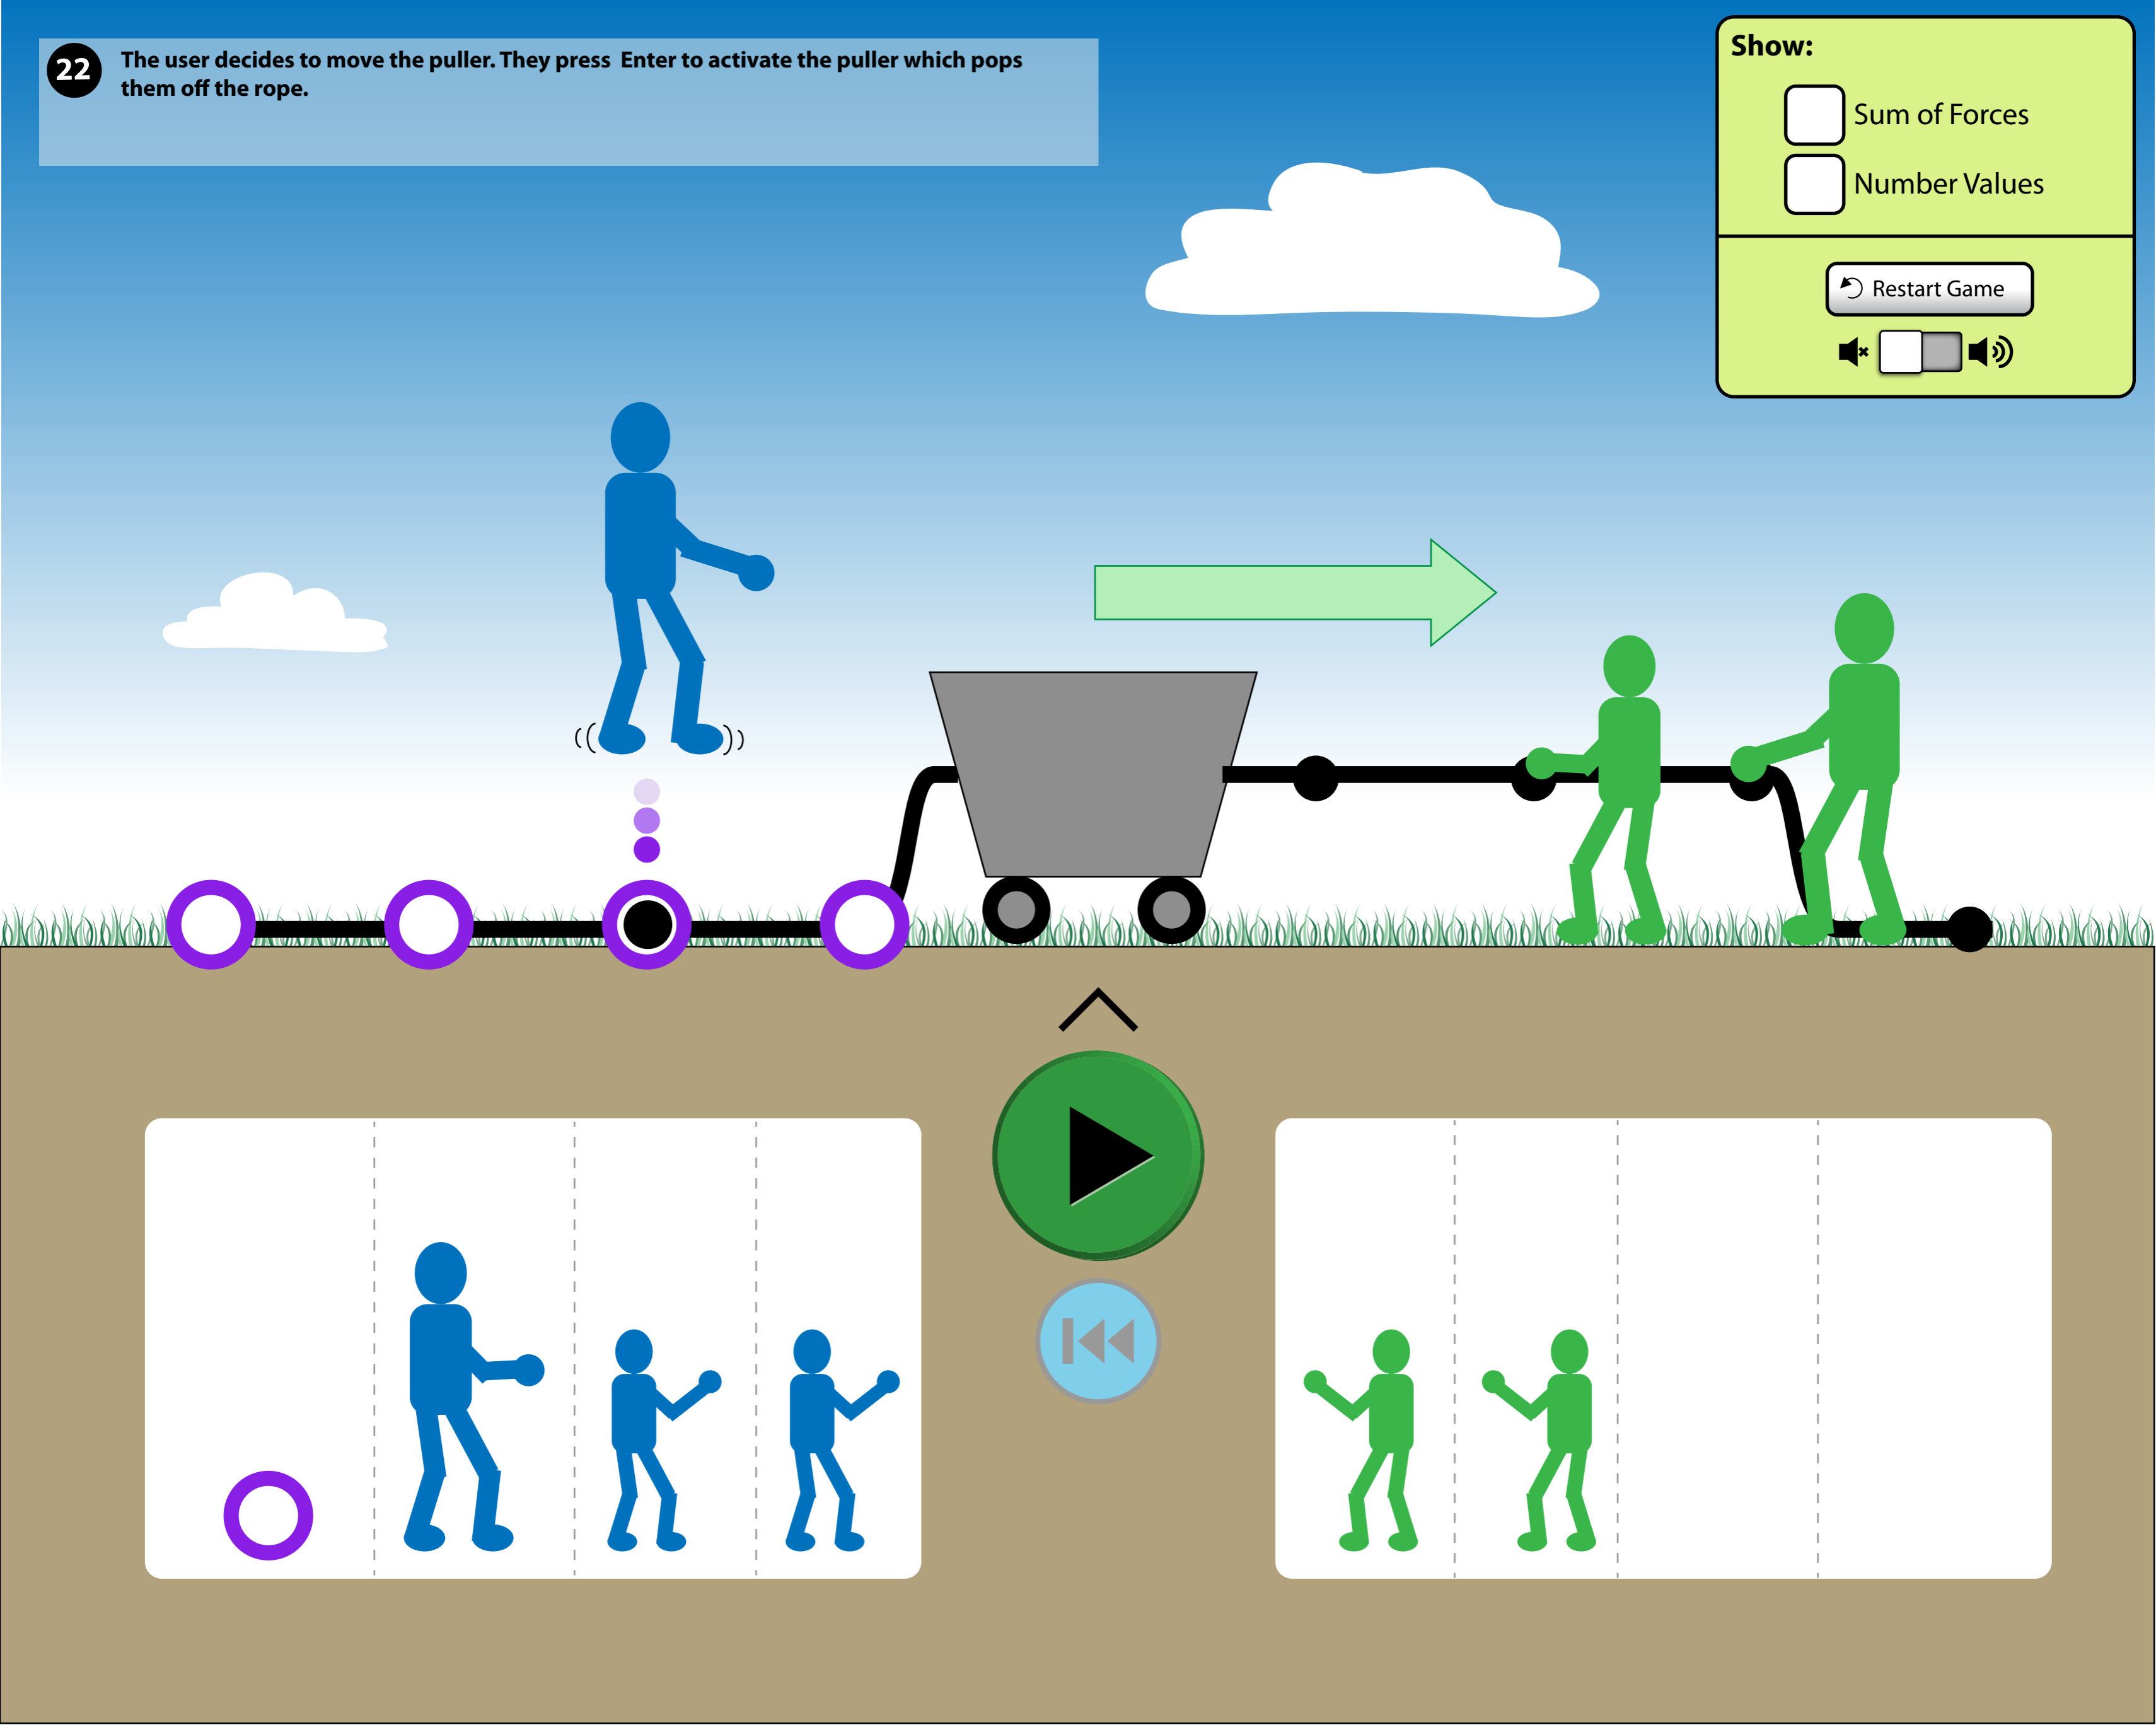 22
The user decides to move the puller. They press  Enter to activate the puller which pops
them off the rope.
Show:
Sum of Forces
Number Values
Restart Game